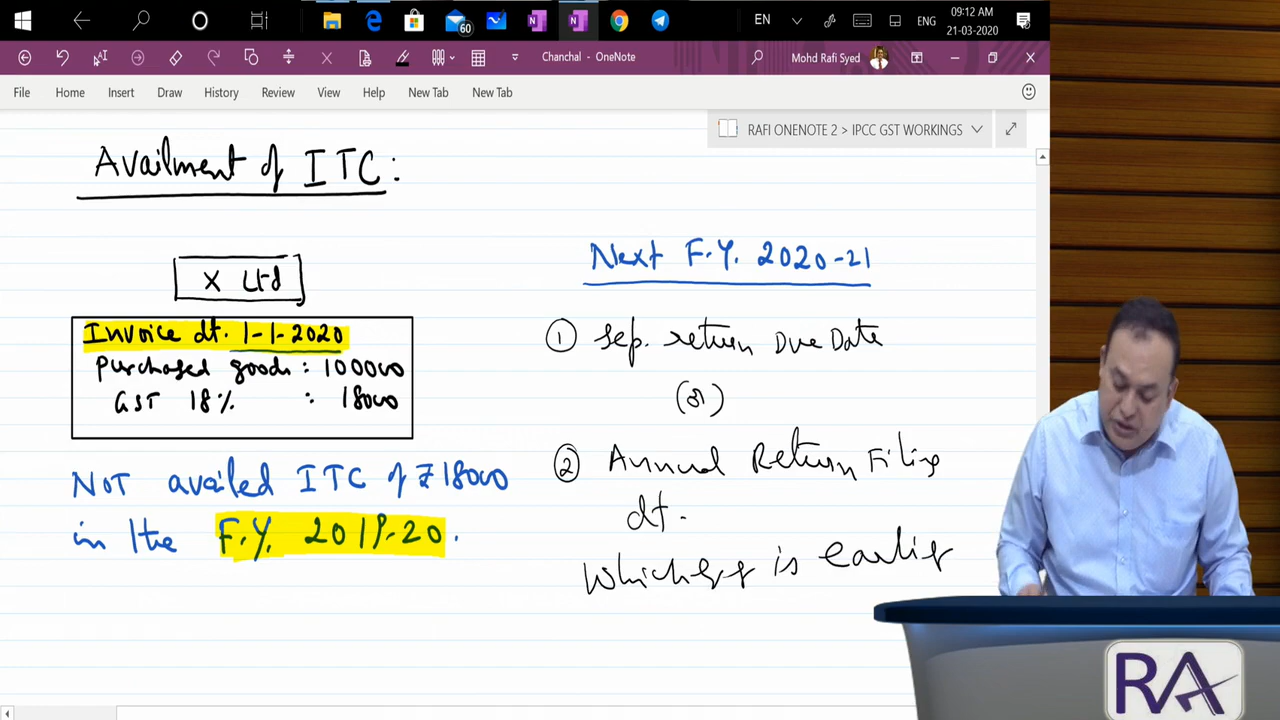 EN
ENG
09:12 AM
21-03-2020
60
Chanchal - OneNote
Mohd Rafi Syed
File Home Insert Draw History Review View Help New Tab New Tab
RAFI ONENOTE 2 > IPCC GST WORKINGS
Availment of ITC:
X Ltd
Invoice dt. 1-1-2020
Purchased goods : 100000
GST 18% : 18000
NOT availed ITC of ₹18000
in the F.Y. 2019-20.
Next F.Y. 2020-21
① Sep. return Due Date
(or)
② Annual Return Filing
dt.
Whichever is earlier
RA